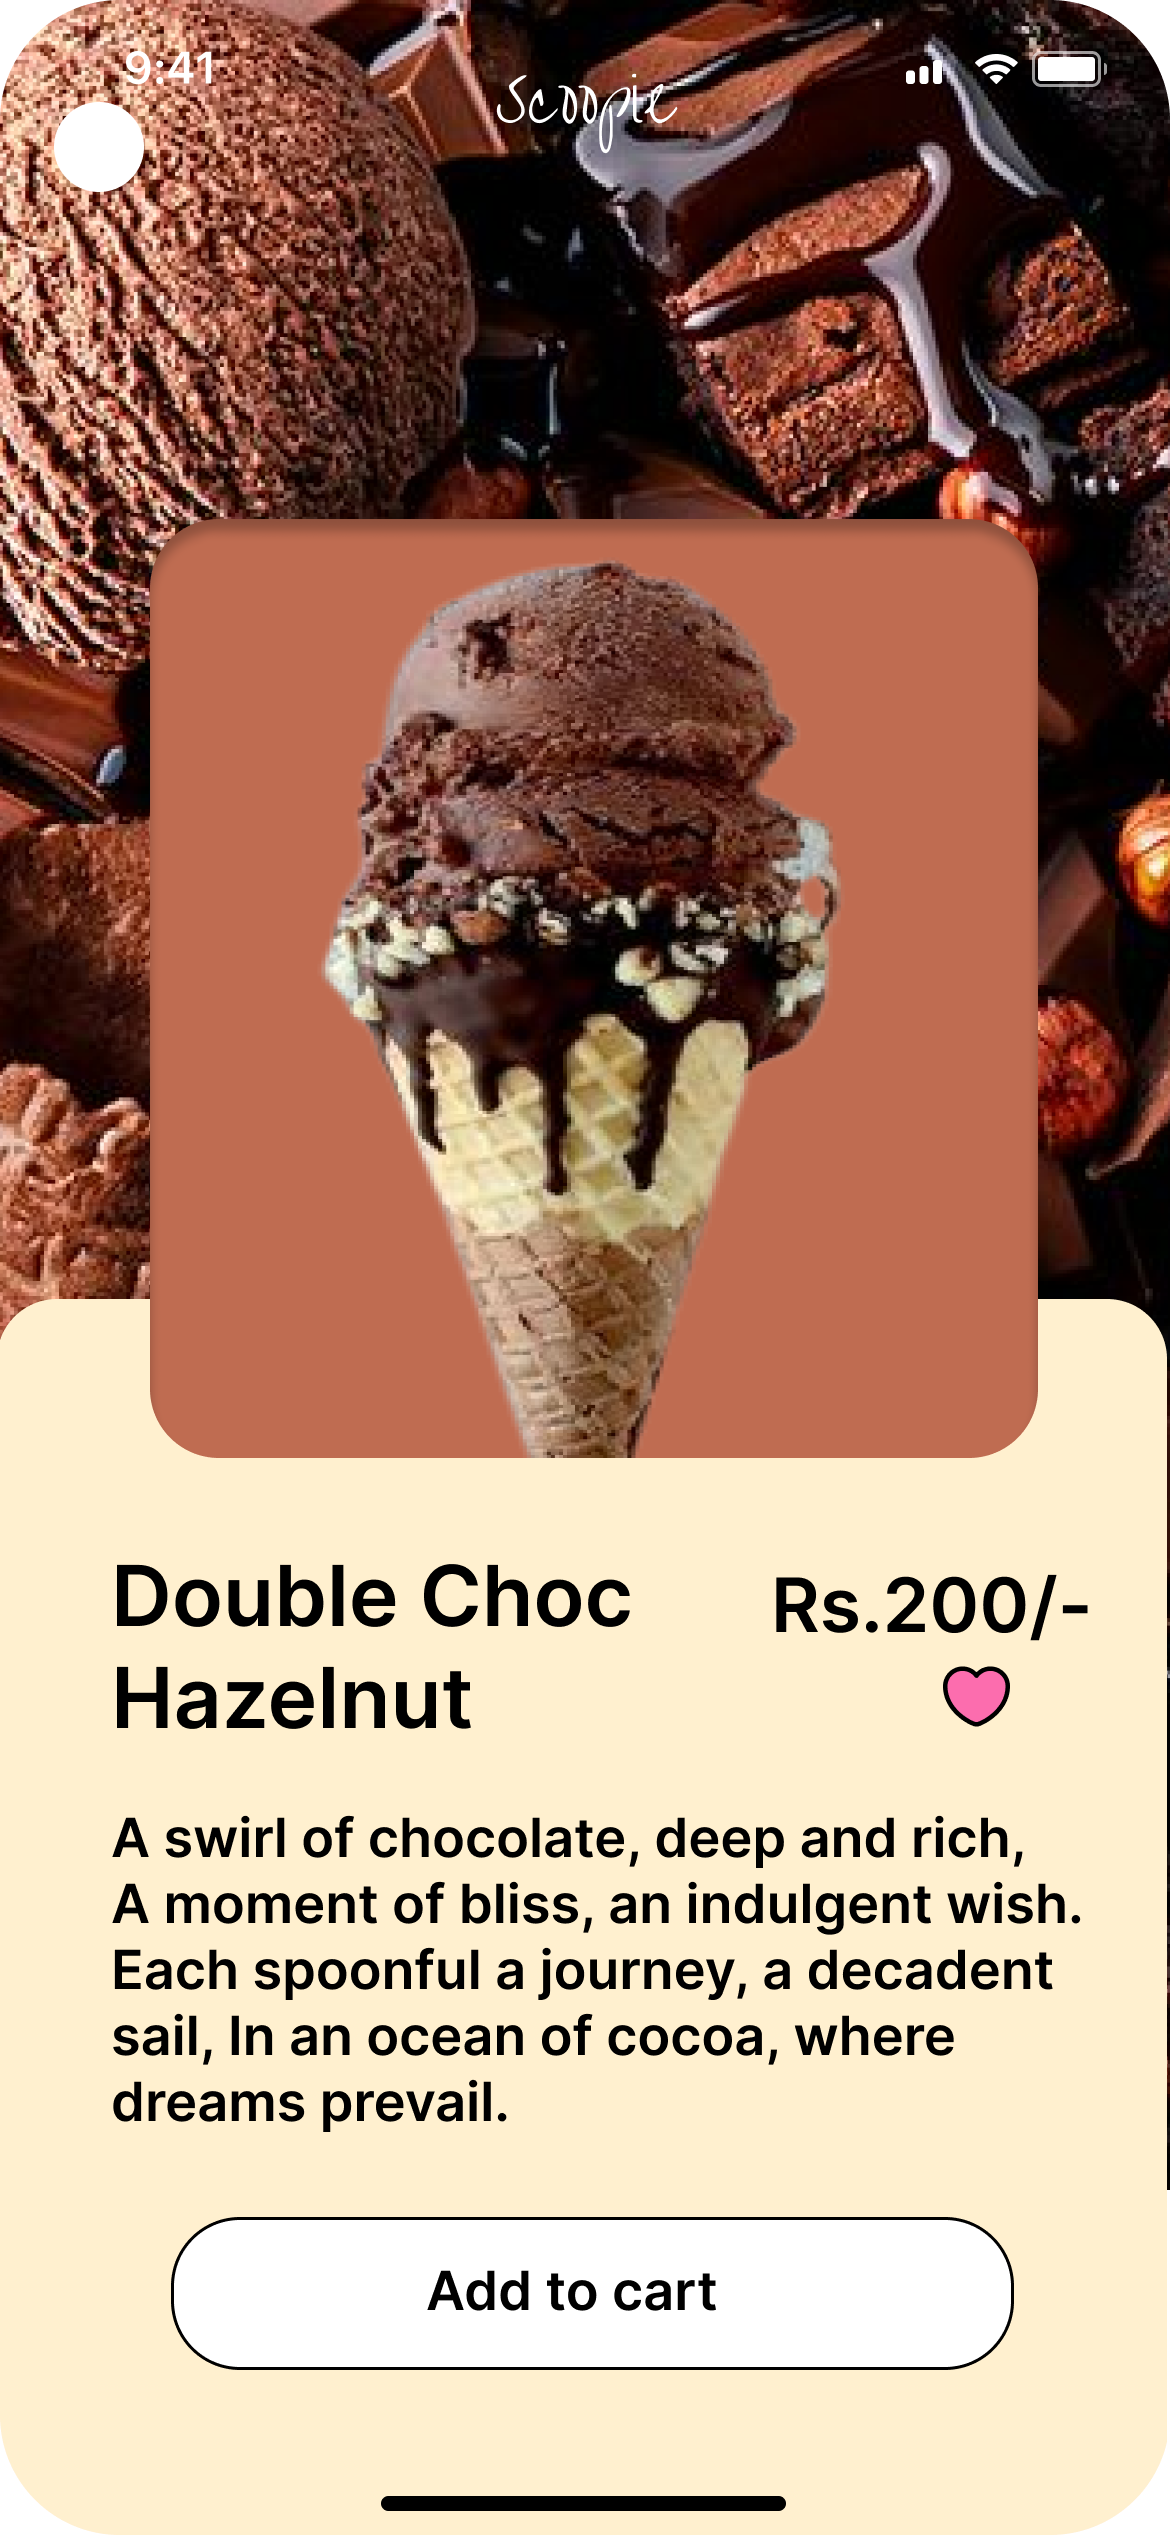 9:41
Scoopie
Double Choc
Hazelnut
Rs.200/-
A swirl of chocolate, deep and rich,
A moment of bliss, an indulgent wish.
Each spoonful a journey, a decadent
sail, In an ocean of cocoa, where
dreams prevail.
Add to cart